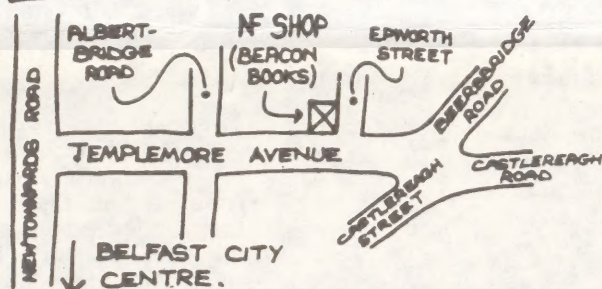 ALBERT-
BRIDGE
ROAD
NF SHOP
(BEACON
BOOKS)
EPWORTH
STREET
BEERSBRIDGE
ROAD
NEWTOWNARDS ROAD
TEMPLEMORE AVENUE
CASTLEREAGH
ROAD
CASTLEREAGH
STREET
BELFAST CITY
CENTRE.